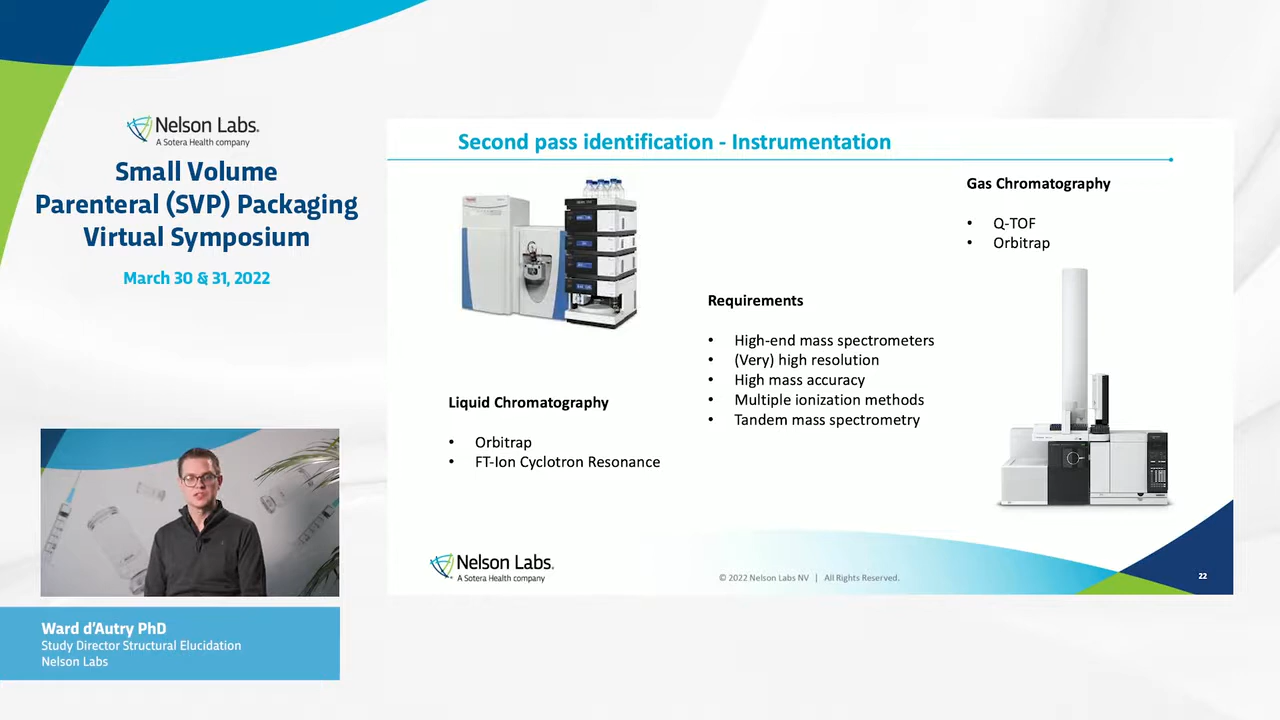 Nelson Labs.
A Sotera Health company
Small Volume
Parenteral (SVP) Packaging
Virtual Symposium
March 30 & 31, 2022
Ward d'Autry PhD
Study Director Structural Elucidation
Nelson Labs
Second pass identification - Instrumentation
Liquid Chromatography
• Orbitrap
• FT-Ion Cyclotron Resonance
Requirements
• High-end mass spectrometers
• (Very) high resolution
• High mass accuracy
• Multiple ionization methods
• Tandem mass spectrometry
Gas Chromatography
• Q-TOF
• Orbitrap
Nelson Labs.
A Sotera Health company
© 2022 Nelson Labs NV | All Rights Reserved.
22